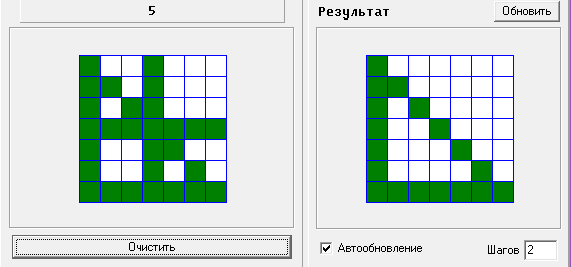 5
Результат
Обновить
Очистить
Автообновление
Шагов 2